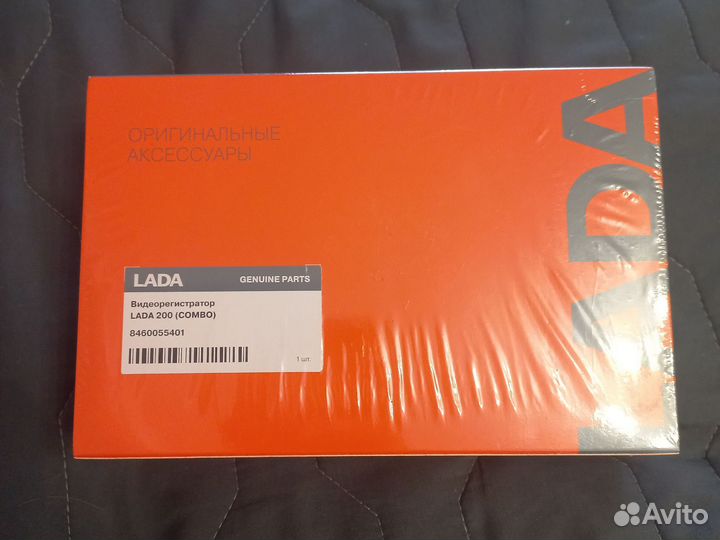 ОРИГИНАЛЬНЫЕ
АКСЕССУАРЫ
LADA
LADA GENUINE PARTS
Видеорегистратор
LADA 200 (COMBO)
8460055401
1 шт.
Avito